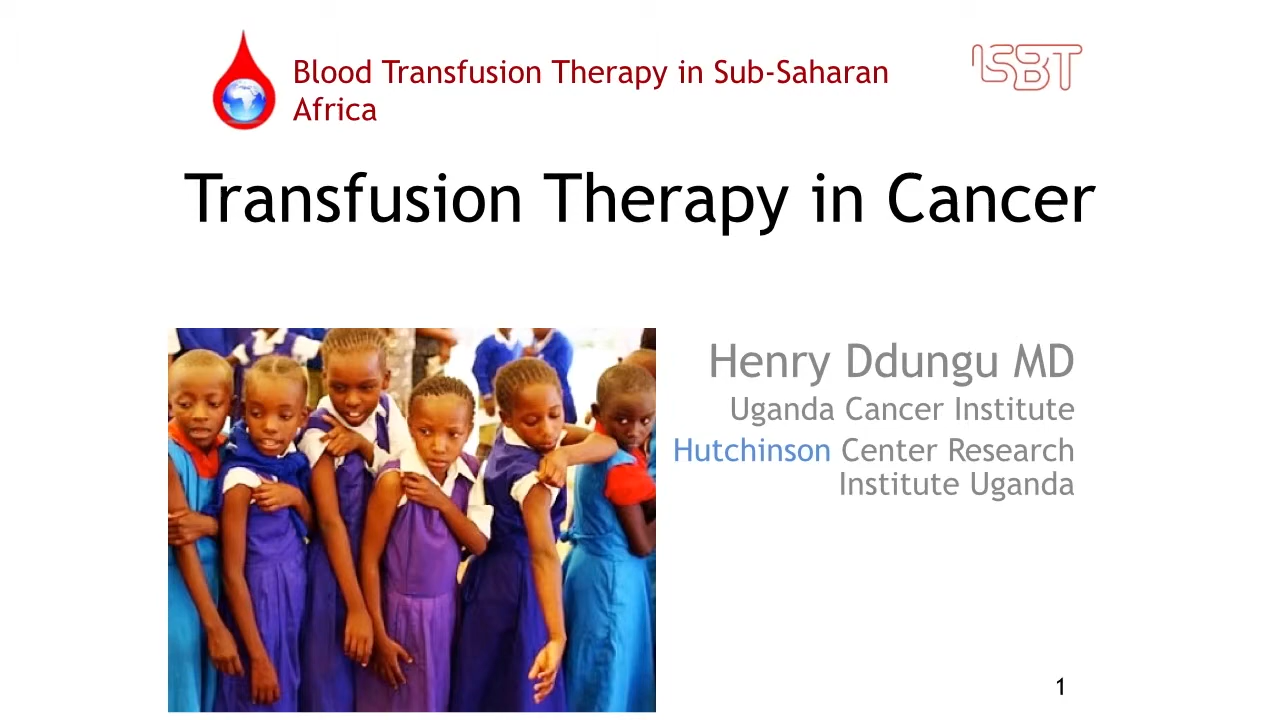 Blood Transfusion Therapy in Sub-Saharan
Africa
ISBT
Transfusion Therapy in Cancer
Henry Ddungu MD
Uganda Cancer Institute
Hutchinson Center Research
Institute Uganda
1